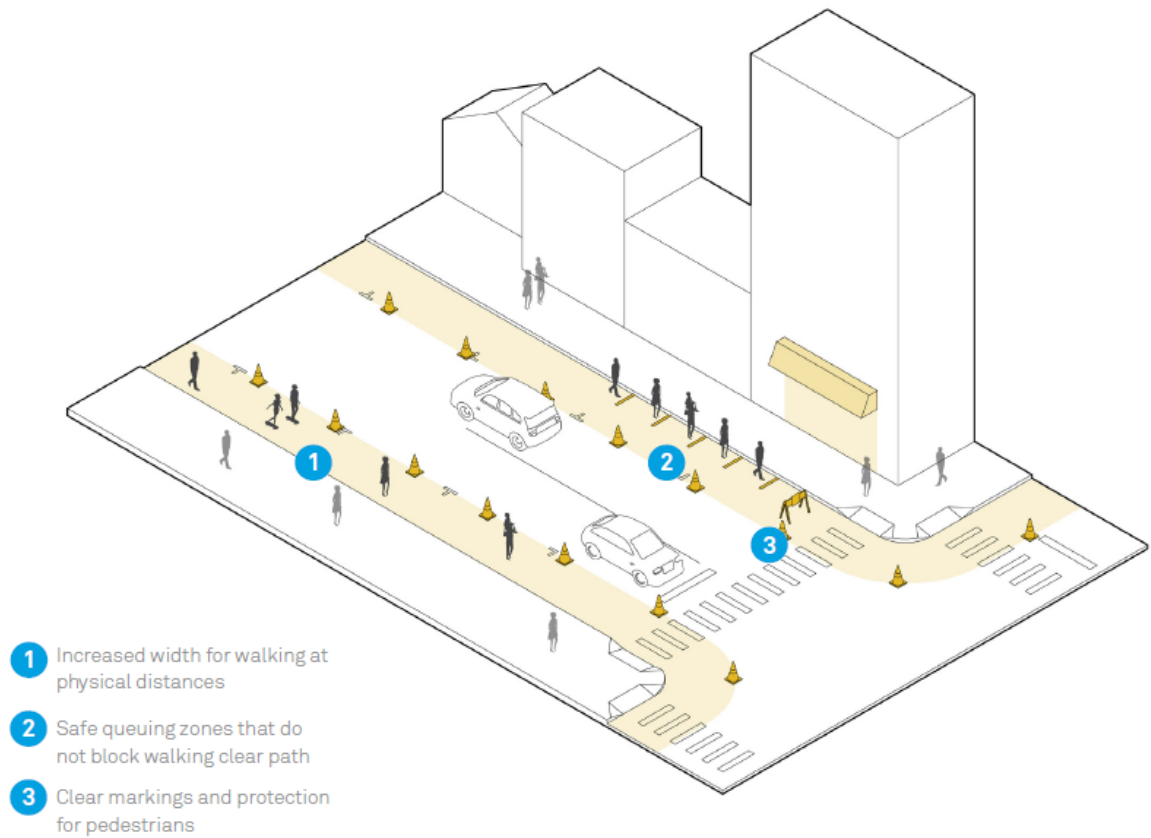 1
2
3
1 Increased width for walking at
physical distances
2 Safe queuing zones that do
not block walking clear path
3 Clear markings and protection
for pedestrians